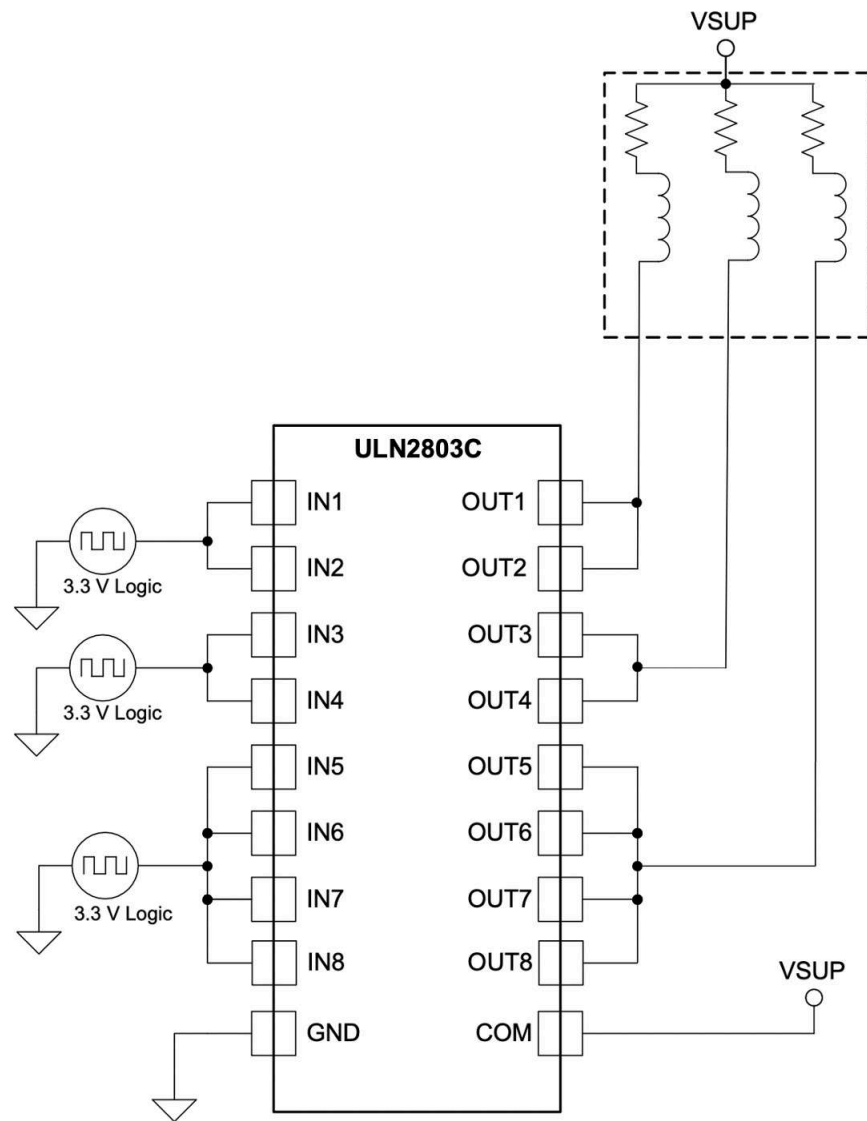 VSUP
ULN2803C
IN1 OUT1
3.3 V Logic
IN2 OUT2
IN3 OUT3
3.3 V Logic
IN4 OUT4
IN5 OUT5
IN6 OUT6
3.3 V Logic
IN7 OUT7
IN8 OUT8
VSUP
GND COM